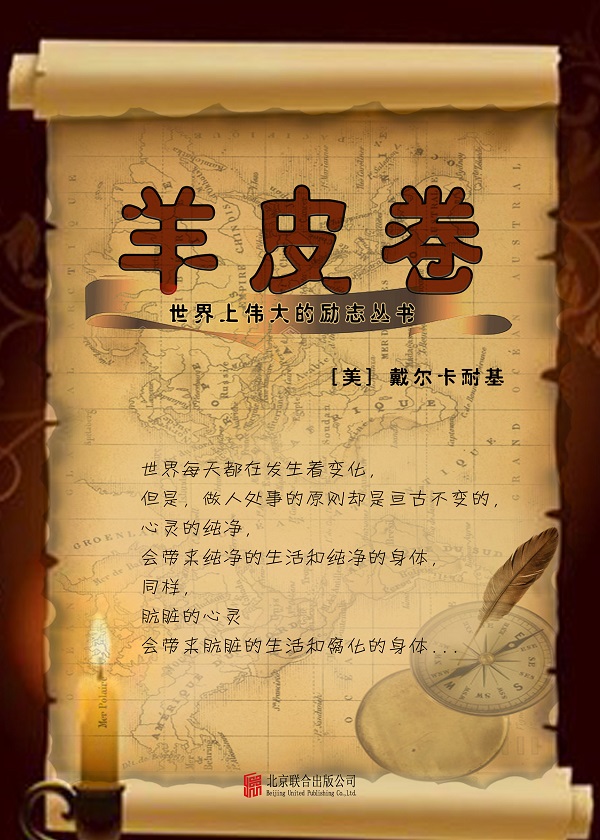 羊皮卷
世界上伟大的励志丛书
[美] 戴尔卡耐基
世界每天都在发生着变化，
但是，做人处事的原则却是亘古不变的，
心灵的纯净，
会带来纯净的生活和纯净的身体，
同样，
肮脏的心灵
会带来肮脏的生活和腐化的身体...
北京联合出版公司
Beijing United Publishing Co.,Ltd.